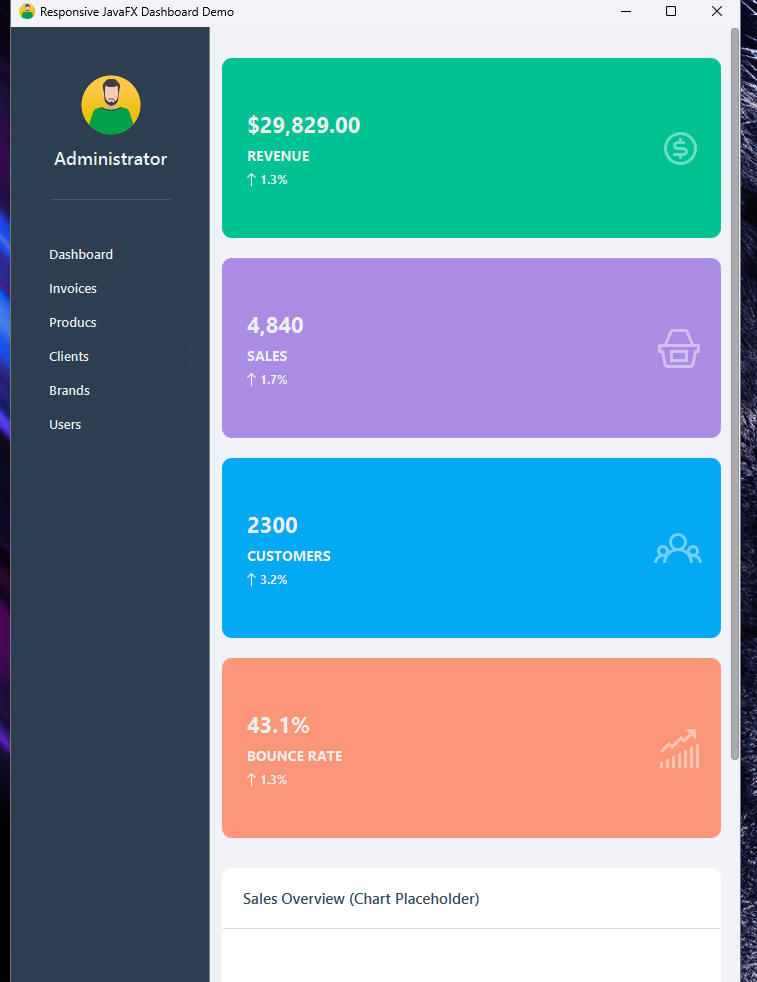 Responsive JavaFX Dashboard Demo
Administrator
Dashboard
Invoices
Producs
Clients
Brands
Users
$29,829.00
REVENUE
↑ 1.3%
4,840
SALES
↑ 1.7%
2300
CUSTOMERS
↑ 3.2%
43.1%
BOUNCE RATE
↑ 1.3%
Sales Overview (Chart Placeholder)